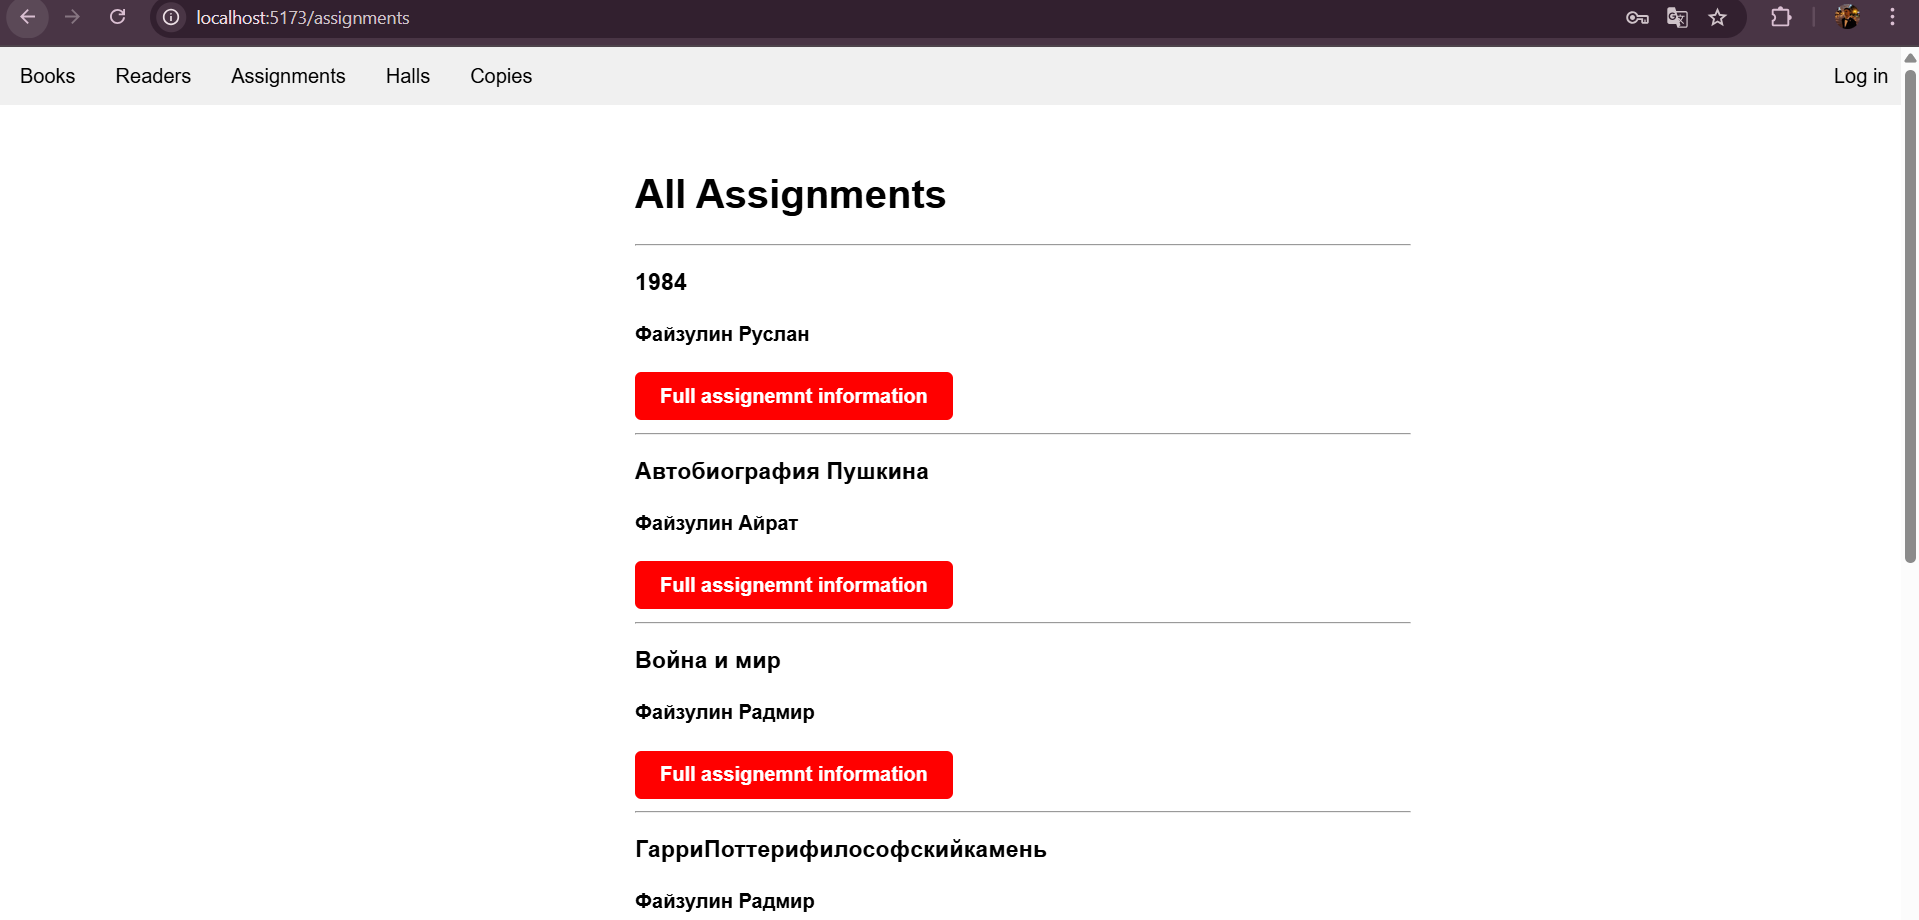 localhost:5173/assignments
Books Readers Assignments Halls Copies Log in
All Assignments
1984
Файзулин Руслан
Full assignemnt information
Автобиография Пушкина
Файзулин Айрат
Full assignemnt information
Война и мир
Файзулин Радмир
Full assignemnt information
ГарриПоттерифилософскийкамень
Файзулин Радмир